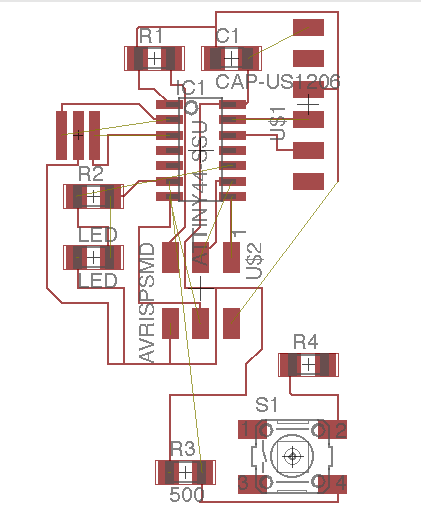 R1
C1
CAP-US1206
IC1
U$1
ATTINY44-SSU
R2
LED
LED
1
U$2
AVRISPSMD
R4
S1
1
2
3
4
R3
500